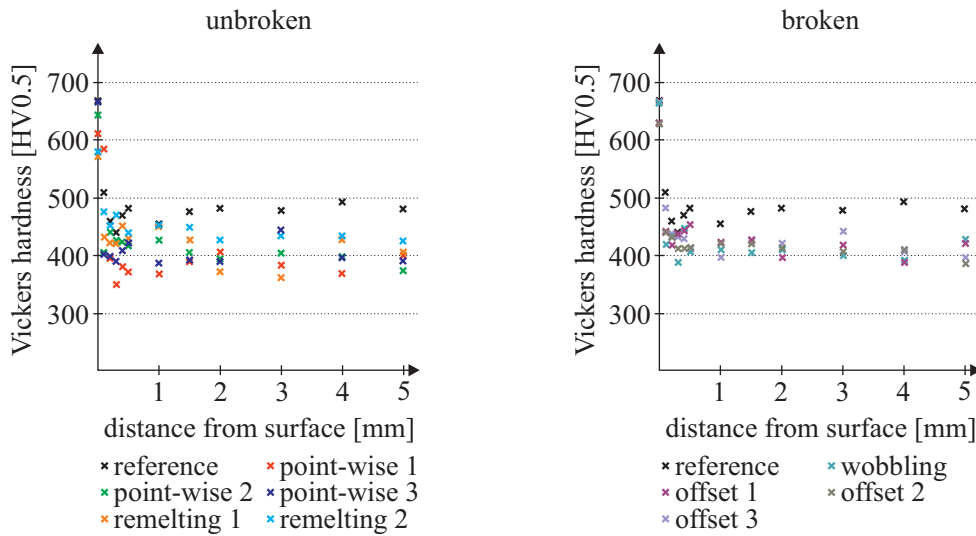 unbroken
Vickers hardness [HV0.5]
700
600
500
400
300
1 2 3 4 5
distance from surface [mm]
reference point-wise 1
point-wise 2 point-wise 3
remelting 1 remelting 2
broken
Vickers hardness [HV0.5]
700
600
500
400
300
1 2 3 4 5
distance from surface [mm]
reference wobbling
offset 1 offset 2
offset 3